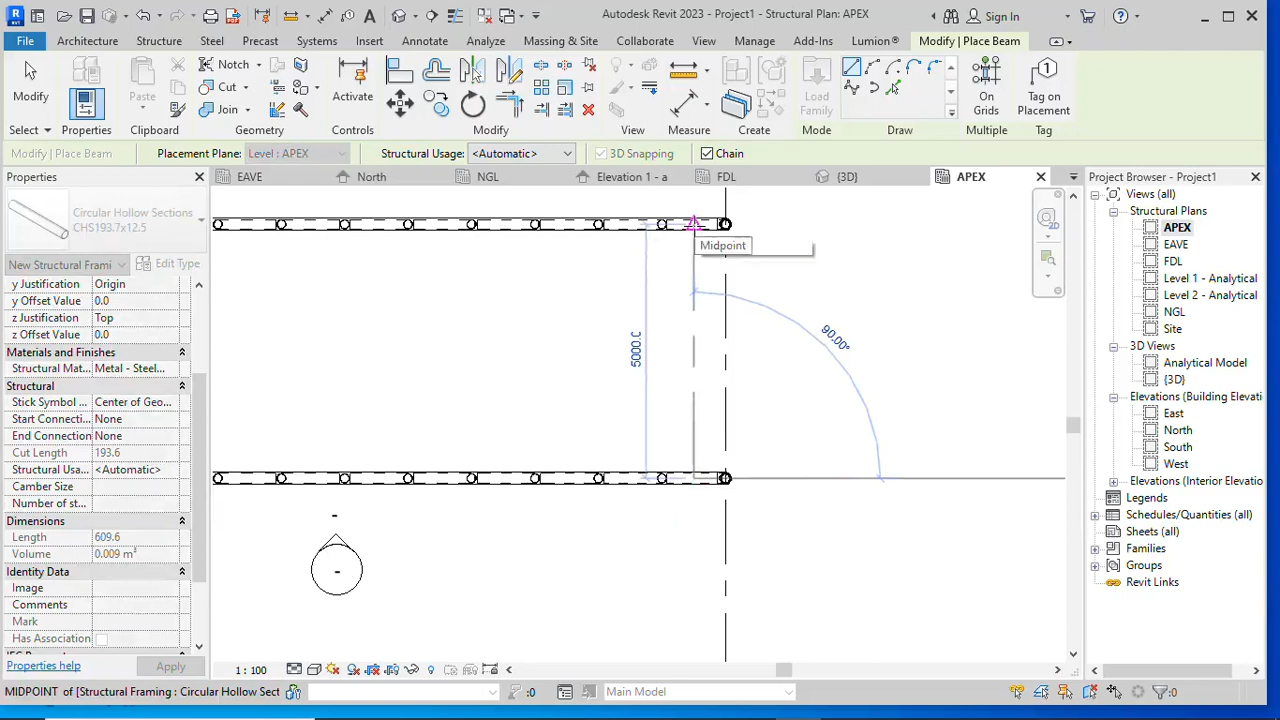 Autodesk Revit 2023 - Project1 - Structural Plan: APEX
Sign In
File Architecture Structure Steel Precast Systems Insert Annotate Analyze Massing & Site Collaborate View Manage Add-Ins Lumion® Modify | Place Beam
Modify
Paste
Notch
Cut
Join
Activate
Load Family
On Grids
Tag on Placement
Select Properties Clipboard Geometry Controls Modify View Measure Create Mode Draw Multiple Tag
Modify | Place Beam Placement Plane: Level : APEX Structural Usage: <Automatic> 3D Snapping Chain
Properties
EAVE North NGL Elevation 1 - a FDL {3D} APEX
Project Browser - Project1
Circular Hollow Sections
CHS193.7x12.5
New Structural Frami Edit Type
y Justification Origin
y Offset Value 0.0
z Justification Top
z Offset Value 0.0
Materials and Finishes
Structural Mat... Metal - Steel...
Structural
Stick Symbol ... Center of Geo...
Start Connecti... None
End Connection None
Cut Length 193.6
Structural Usa... <Automatic>
Camber Size
Number of st...
Dimensions
Length 609.6
Volume 0.009 m³
Identity Data
Image
Comments
Mark
Has Association
Properties help Apply
Midpoint
5000.0
90.00°
Views (all)
Structural Plans
APEX
EAVE
FDL
Level 1 - Analytical
Level 2 - Analytical
NGL
Site
3D Views
Analytical Model
{3D}
Elevations (Building Elevati
East
North
South
West
Elevations (Interior Elevatio
Legends
Schedules/Quantities (all)
Sheets (all)
Families
Groups
Revit Links
1 : 100
MIDPOINT of [Structural Framing : Circular Hollow Sect :0 Main Model :0